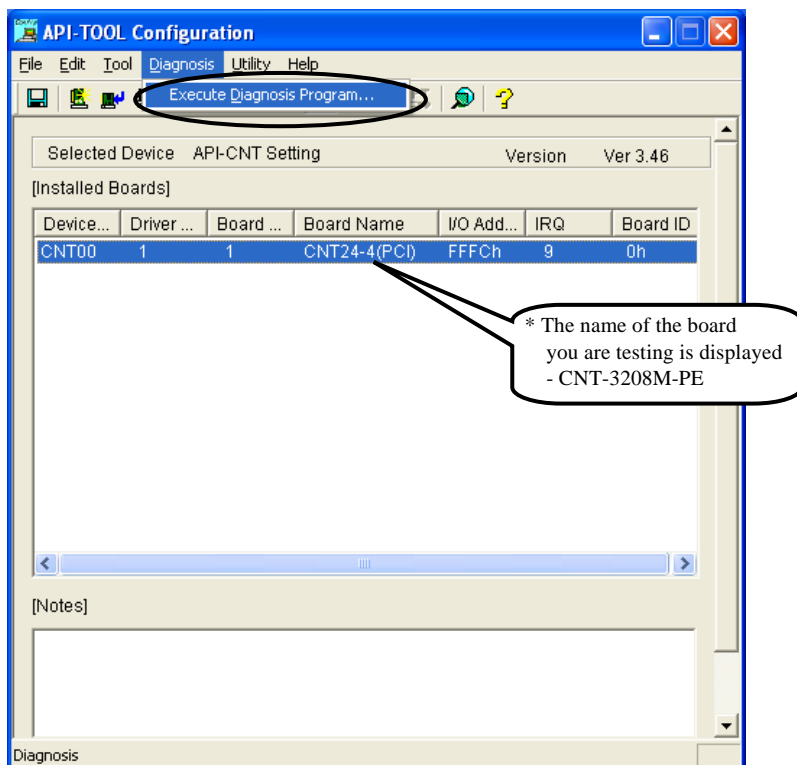 API-TOOL Configuration
File Edit Tool Diagnosis Utility Help
Execute Diagnosis Program...
Selected Device API-CNT Setting Version Ver 3.46
[Installed Boards]
Device... Driver ... Board ... Board Name I/O Add... IRQ Board ID
CNT00 1 1 CNT24-4(PCI) FFFCh 9 0h
* The name of the board
you are testing is displayed
- CNT-3208M-PE
[Notes]
Diagnosis